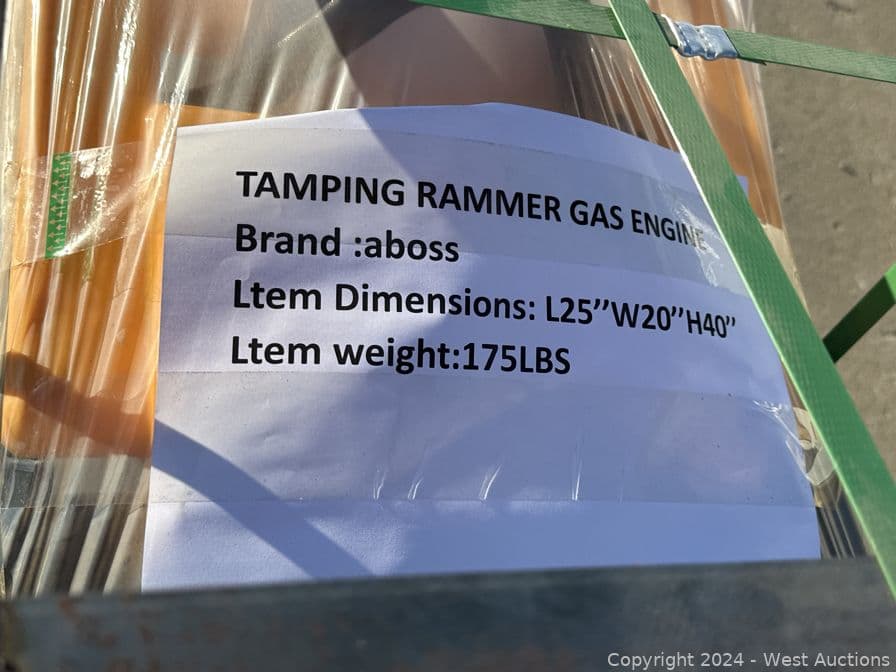 TAMPING RAMMER GAS ENGINE
Brand :aboss
Ltem Dimensions: L25”W20”H40”
Ltem weight:175LBS
Copyright 2024 - West Auctions